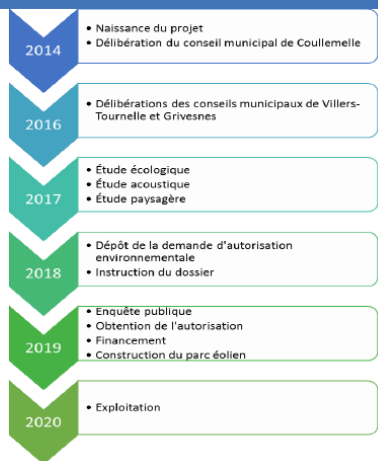 2014
• Naissance du projet
• Délibération du conseil municipal de Coullemelle
2016
• Délibérations des conseils municipaux de Villers-
Tournelle et Grivesnes
2017
• Étude écologique
• Étude acoustique
• Étude paysagère
2018
• Dépôt de la demande d'autorisation
environnementale
• Instruction du dossier
2019
• Enquête publique
• Obtention de l'autorisation
• Financement
• Construction du parc éolien
2020
• Exploitation